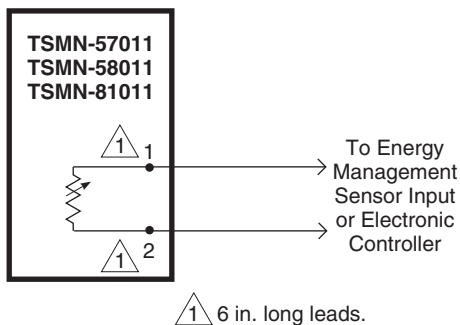 TSMN-57011
TSMN-58011
TSMN-81011
1 1
1 2
To Energy
Management
Sensor Input
or Electronic
Controller
1 6 in. long leads.